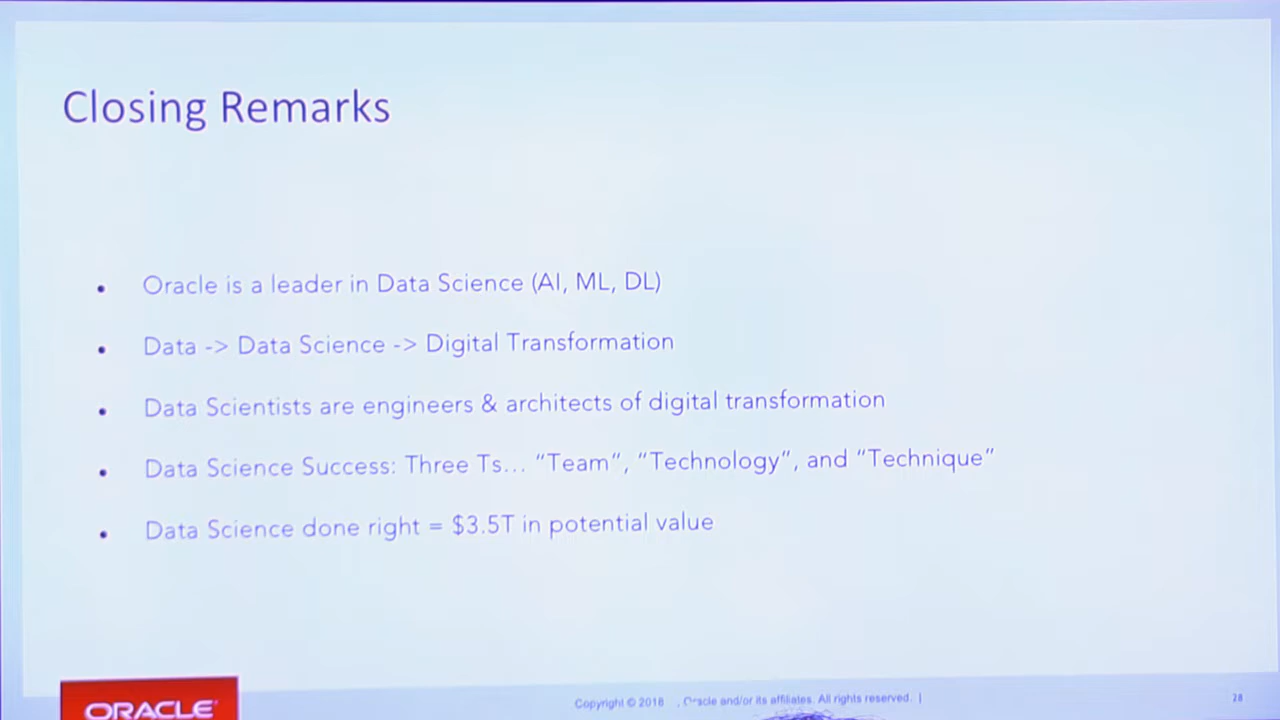 Closing Remarks
• Oracle is a leader in Data Science (AI, ML, DL)
• Data -> Data Science -> Digital Transformation
• Data Scientists are engineers & architects of digital transformation
• Data Science Success: Three Ts... “Team”, “Technology”, and “Technique”
• Data Science done right = $3.5T in potential value
ORACLE
Copyright © 2018, Oracle and/or its affiliates. All rights reserved. |
28